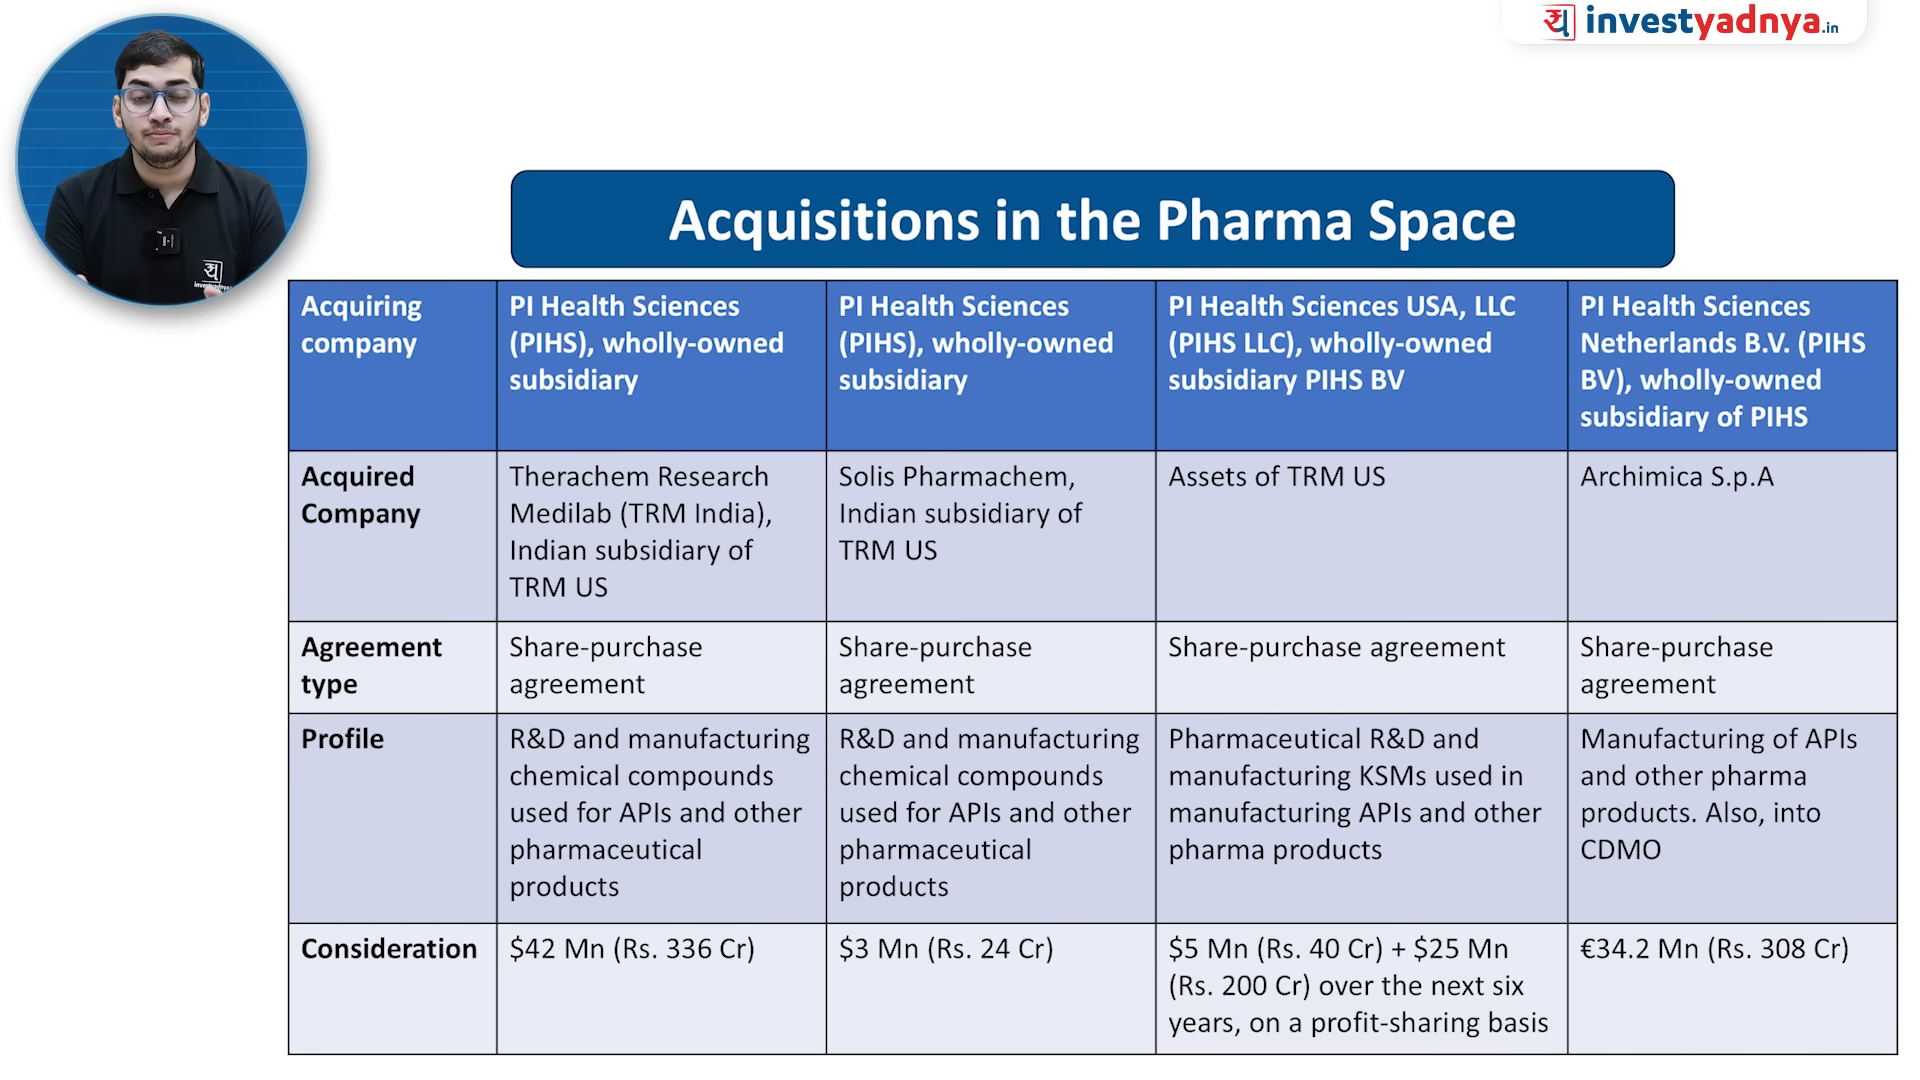 investyadnya.in
Acquisitions in the Pharma Space
Acquiring
company
PI Health Sciences
(PIHS), wholly-owned
subsidiary
PI Health Sciences
(PIHS), wholly-owned
subsidiary
PI Health Sciences USA, LLC
(PIHS LLC), wholly-owned
subsidiary PIHS BV
PI Health Sciences
Netherlands B.V. (PIHS
BV), wholly-owned
subsidiary of PIHS
Acquired
Company
Therachem Research
Medilab (TRM India),
Indian subsidiary of
TRM US
Solis Pharmachem,
Indian subsidiary of
TRM US
Assets of TRM US
Archimica S.p.A
Agreement
type
Share-purchase
agreement
Share-purchase
agreement
Share-purchase agreement
Share-purchase
agreement
Profile
R&D and manufacturing
chemical compounds
used for APIs and other
pharmaceutical
products
R&D and manufacturing
chemical compounds
used for APIs and other
pharmaceutical
products
Pharmaceutical R&D and
manufacturing KSMs used in
manufacturing APIs and other
pharma products
Manufacturing of APIs
and other pharma
products. Also, into
CDMO
Consideration
$42 Mn (Rs. 336 Cr)
$3 Mn (Rs. 24 Cr)
$5 Mn (Rs. 40 Cr) + $25 Mn
(Rs. 200 Cr) over the next six
years, on a profit-sharing basis
€34.2 Mn (Rs. 308 Cr)